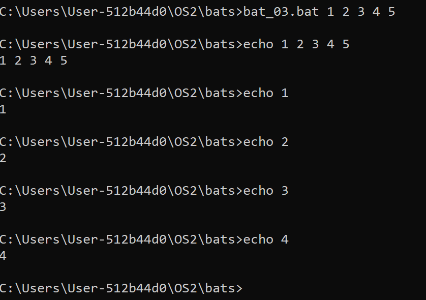 C:\Users\User-512b44d0\OS2\bats>bat_03.bat 1 2 3 4 5
C:\Users\User-512b44d0\OS2\bats>echo 1 2 3 4 5
1 2 3 4 5
C:\Users\User-512b44d0\OS2\bats>echo 1
1
C:\Users\User-512b44d0\OS2\bats>echo 2
2
C:\Users\User-512b44d0\OS2\bats>echo 3
3
C:\Users\User-512b44d0\OS2\bats>echo 4
4
C:\Users\User-512b44d0\OS2\bats>